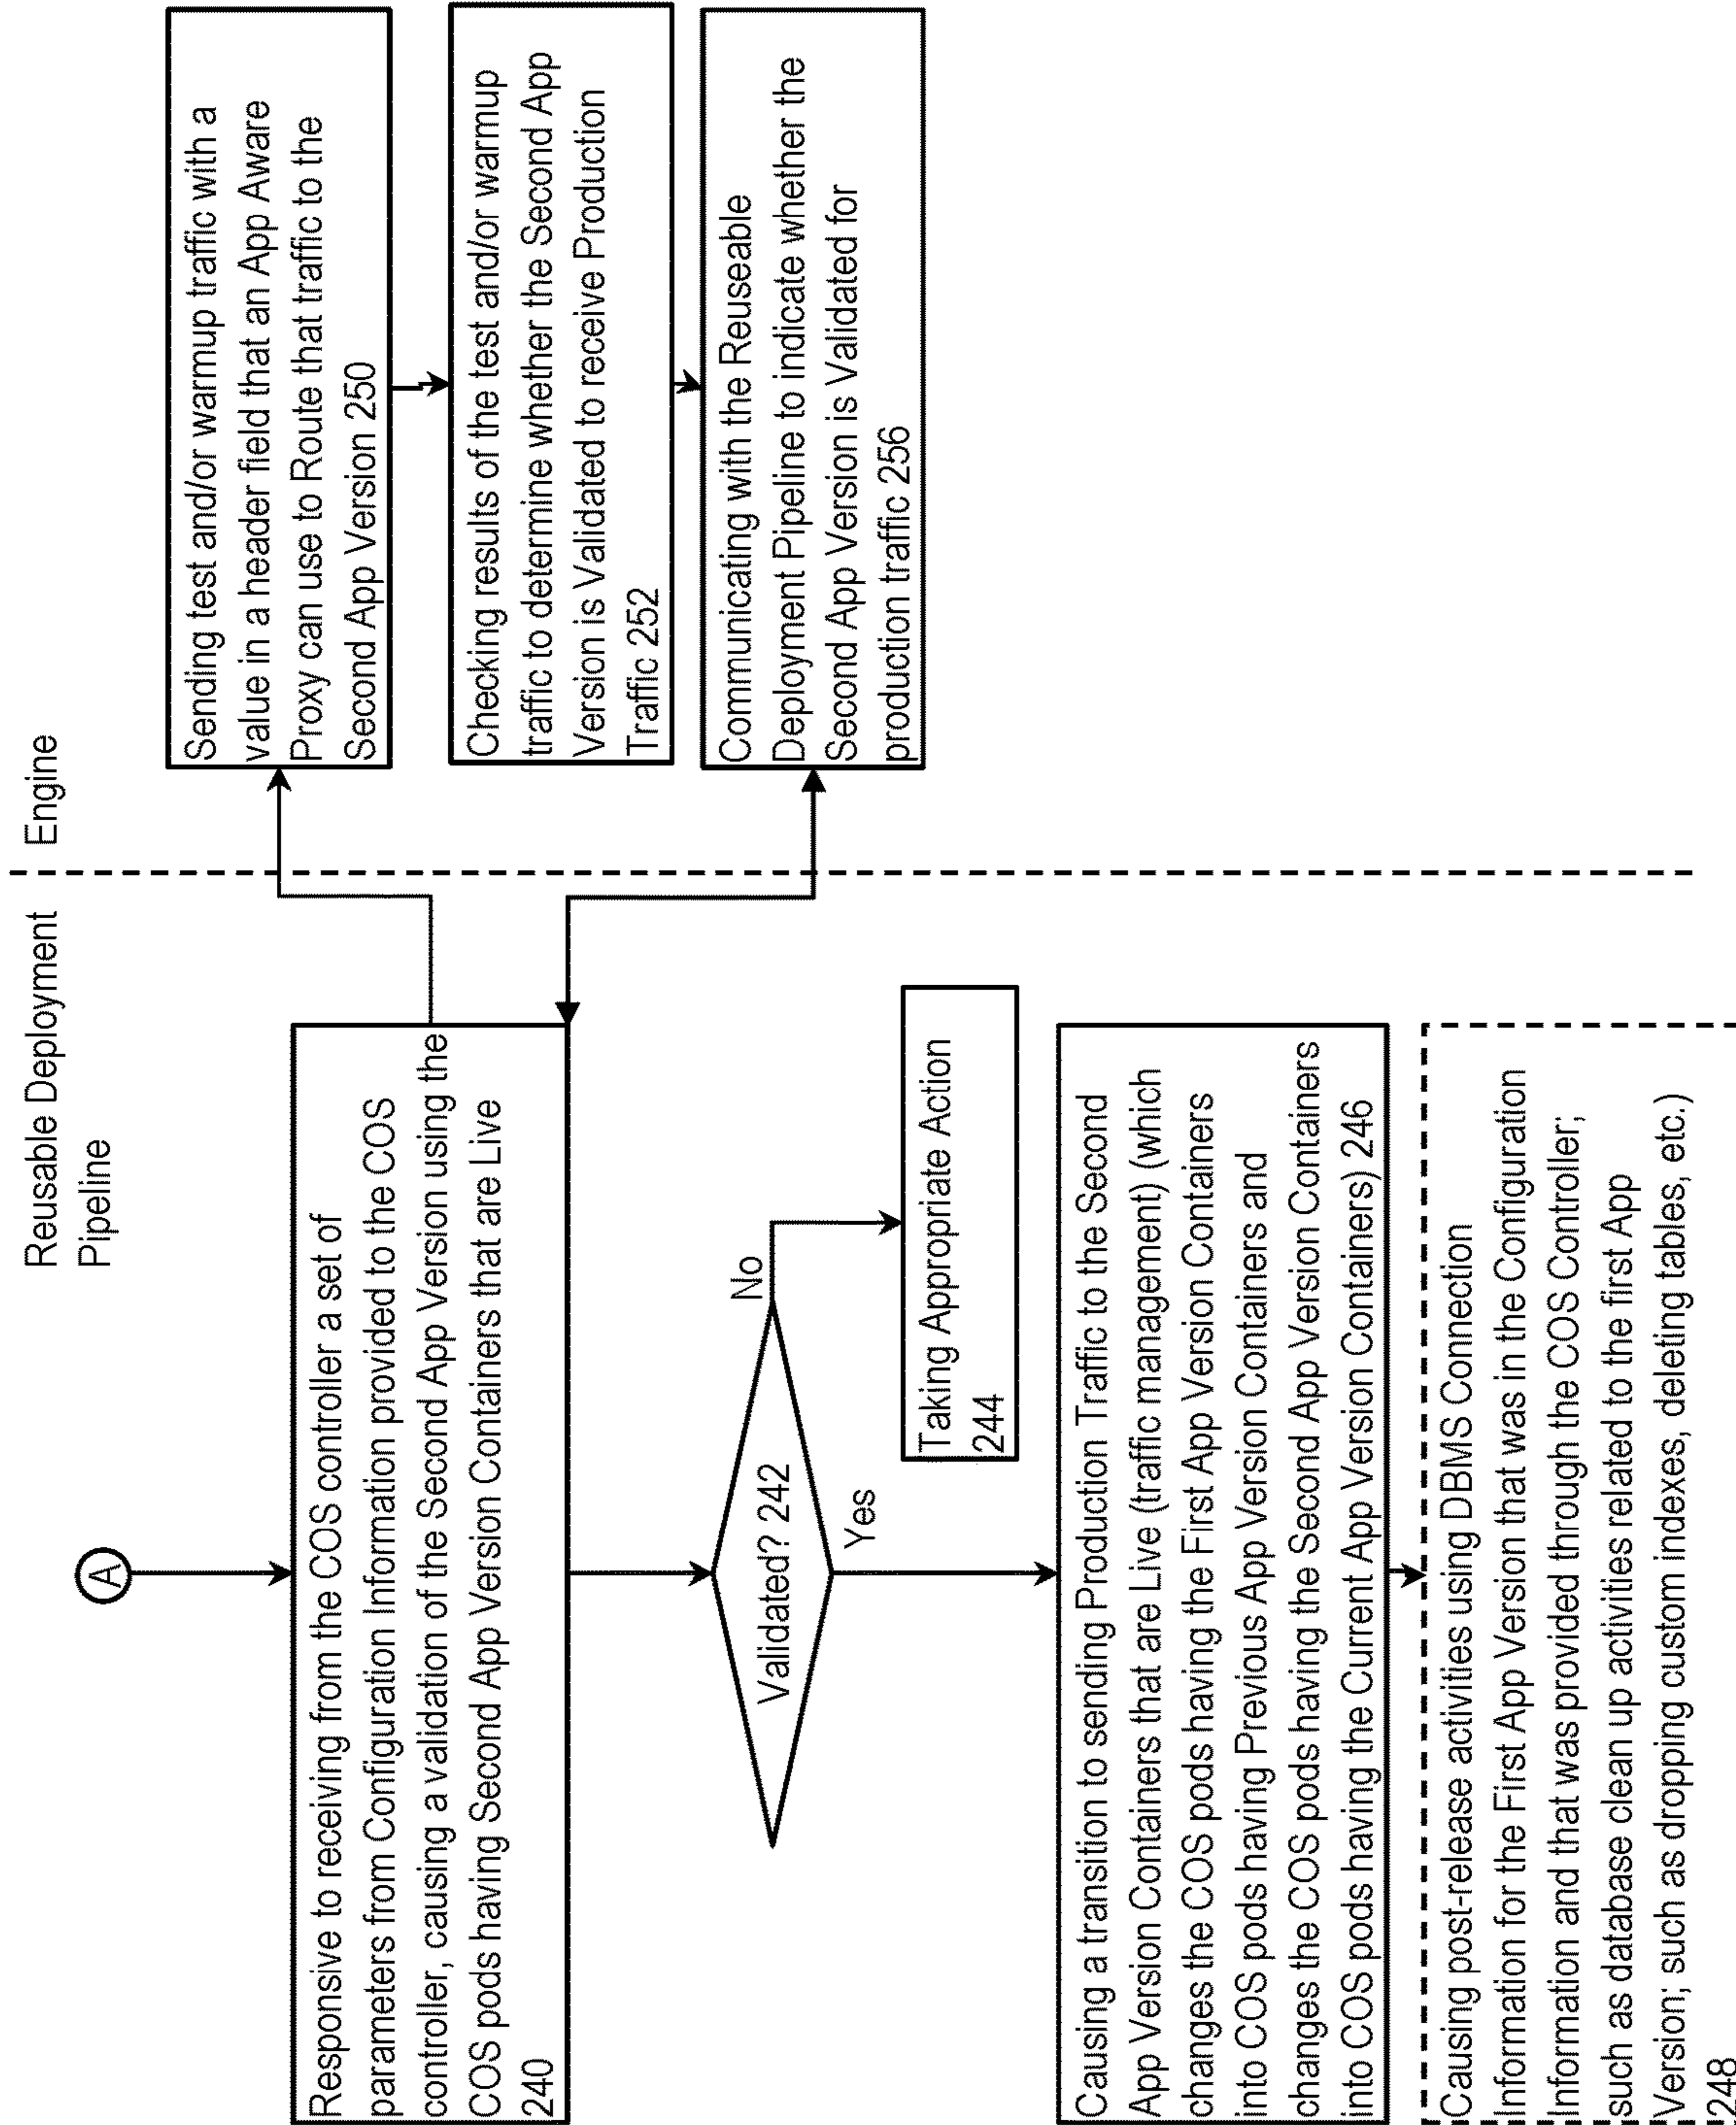 Reusable Deployment
Pipeline
Engine
A
Responsive to receiving from the COS controller a set of
parameters from Configuration Information provided to the COS
controller, causing a validation of the Second App Version using the
COS pods having Second App Version Containers that are Live
240
Sending test and/or warmup traffic with a
value in a header field that an App Aware
Proxy can use to Route that traffic to the
Second App Version 250
Checking results of the test and/or warmup
traffic to determine whether the Second App
Version is Validated to receive Production
Traffic 252
Communicating with the Reuseable
Deployment Pipeline to indicate whether the
Second App Version is Validated for
production traffic 256
Validated? 242
No
Taking Appropriate Action
244
Yes
Causing a transition to sending Production Traffic to the Second
App Version Containers that are Live (traffic management) (which
changes the COS pods having the First App Version Containers
into COS pods having Previous App Version Containers and
changes the COS pods having the Second App Version Containers
into COS pods having the Current App Version Containers) 246
Causing post-release activities using DBMS Connection
Information for the First App Version that was in the Configuration
Information and that was provided through the COS Controller;
such as database clean up activities related to the first App
Version; such as dropping custom indexes, deleting tables, etc.)
248